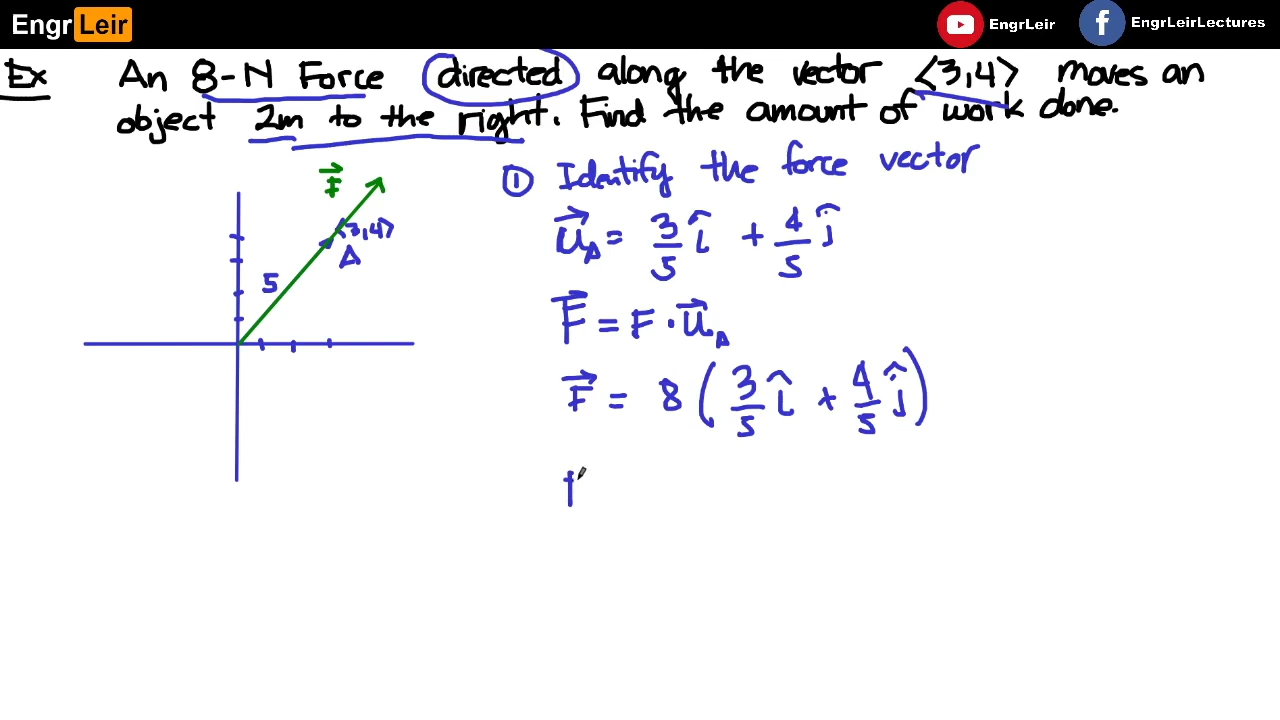 EngrLeir
EngrLeir
EngrLeirLectures
Ex An 8-N Force directed along the vector ⟨3,4⟩ moves an
object 2m to the right. Find the amount of work done.
① Identify the force vector
F⃗
⟨3,4⟩
A
5
u⃗_A = 3/5 î + 4/5 ĵ
F⃗ = F · u⃗_A
F⃗ = 8 ( 3/5 î + 4/5 ĵ )